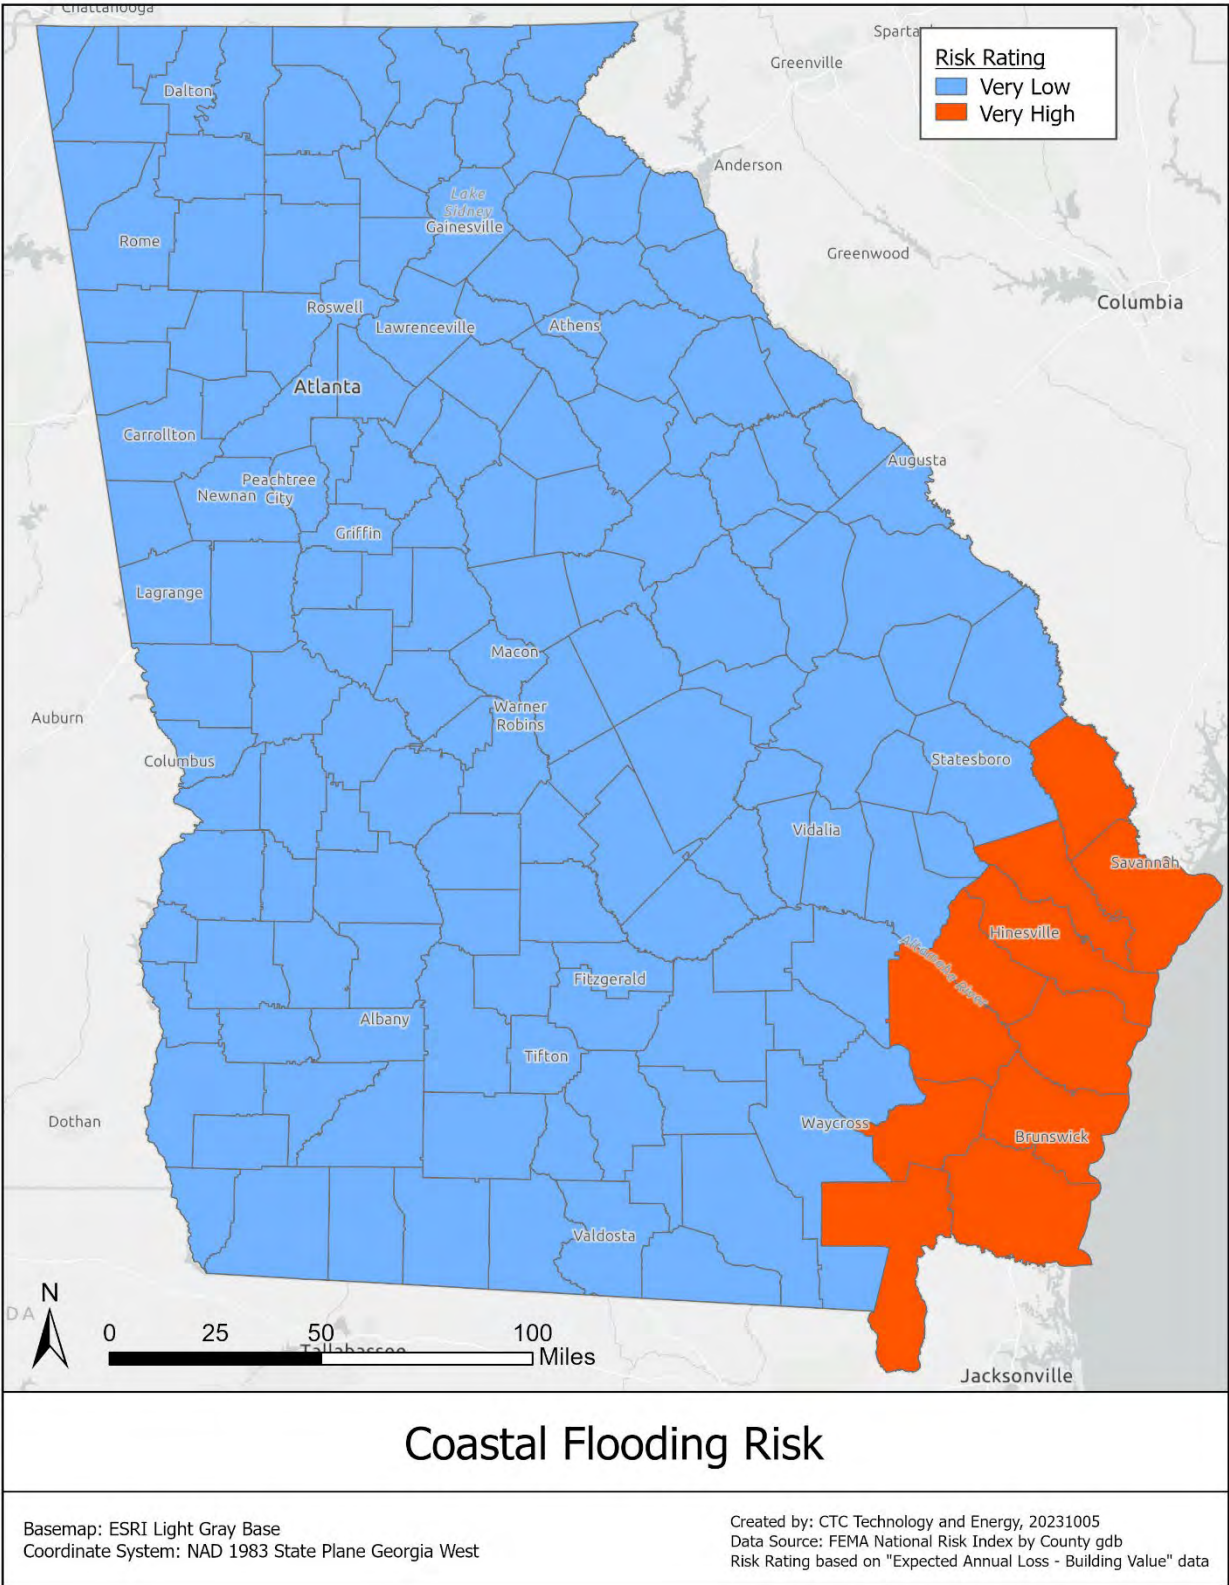 Chattanooga
Sparta
Greenville
Risk Rating
Very Low
Very High
Dalton
Anderson
Lake
Sidney
Gainesville
Rome
Greenwood
Columbia
Roswell
Lawrenceville
Athens
Atlanta
Carrollton
Augusta
Peachtree
City
Newnan
Griffin
Lagrange
Macon
Warner
Robins
Auburn
Columbus
Statesboro
Vidalia
Savannah
Hinesville
Altamaha River
Fitzgerald
Albany
Tifton
Dothan
Waycross
Brunswick
Valdosta
N
DA
0 25 50 100
Miles
Tallahassee
Jacksonville
Coastal Flooding Risk
Basemap: ESRI Light Gray Base
Coordinate System: NAD 1983 State Plane Georgia West
Created by: CTC Technology and Energy, 20231005
Data Source: FEMA National Risk Index by County gdb
Risk Rating based on "Expected Annual Loss - Building Value" data